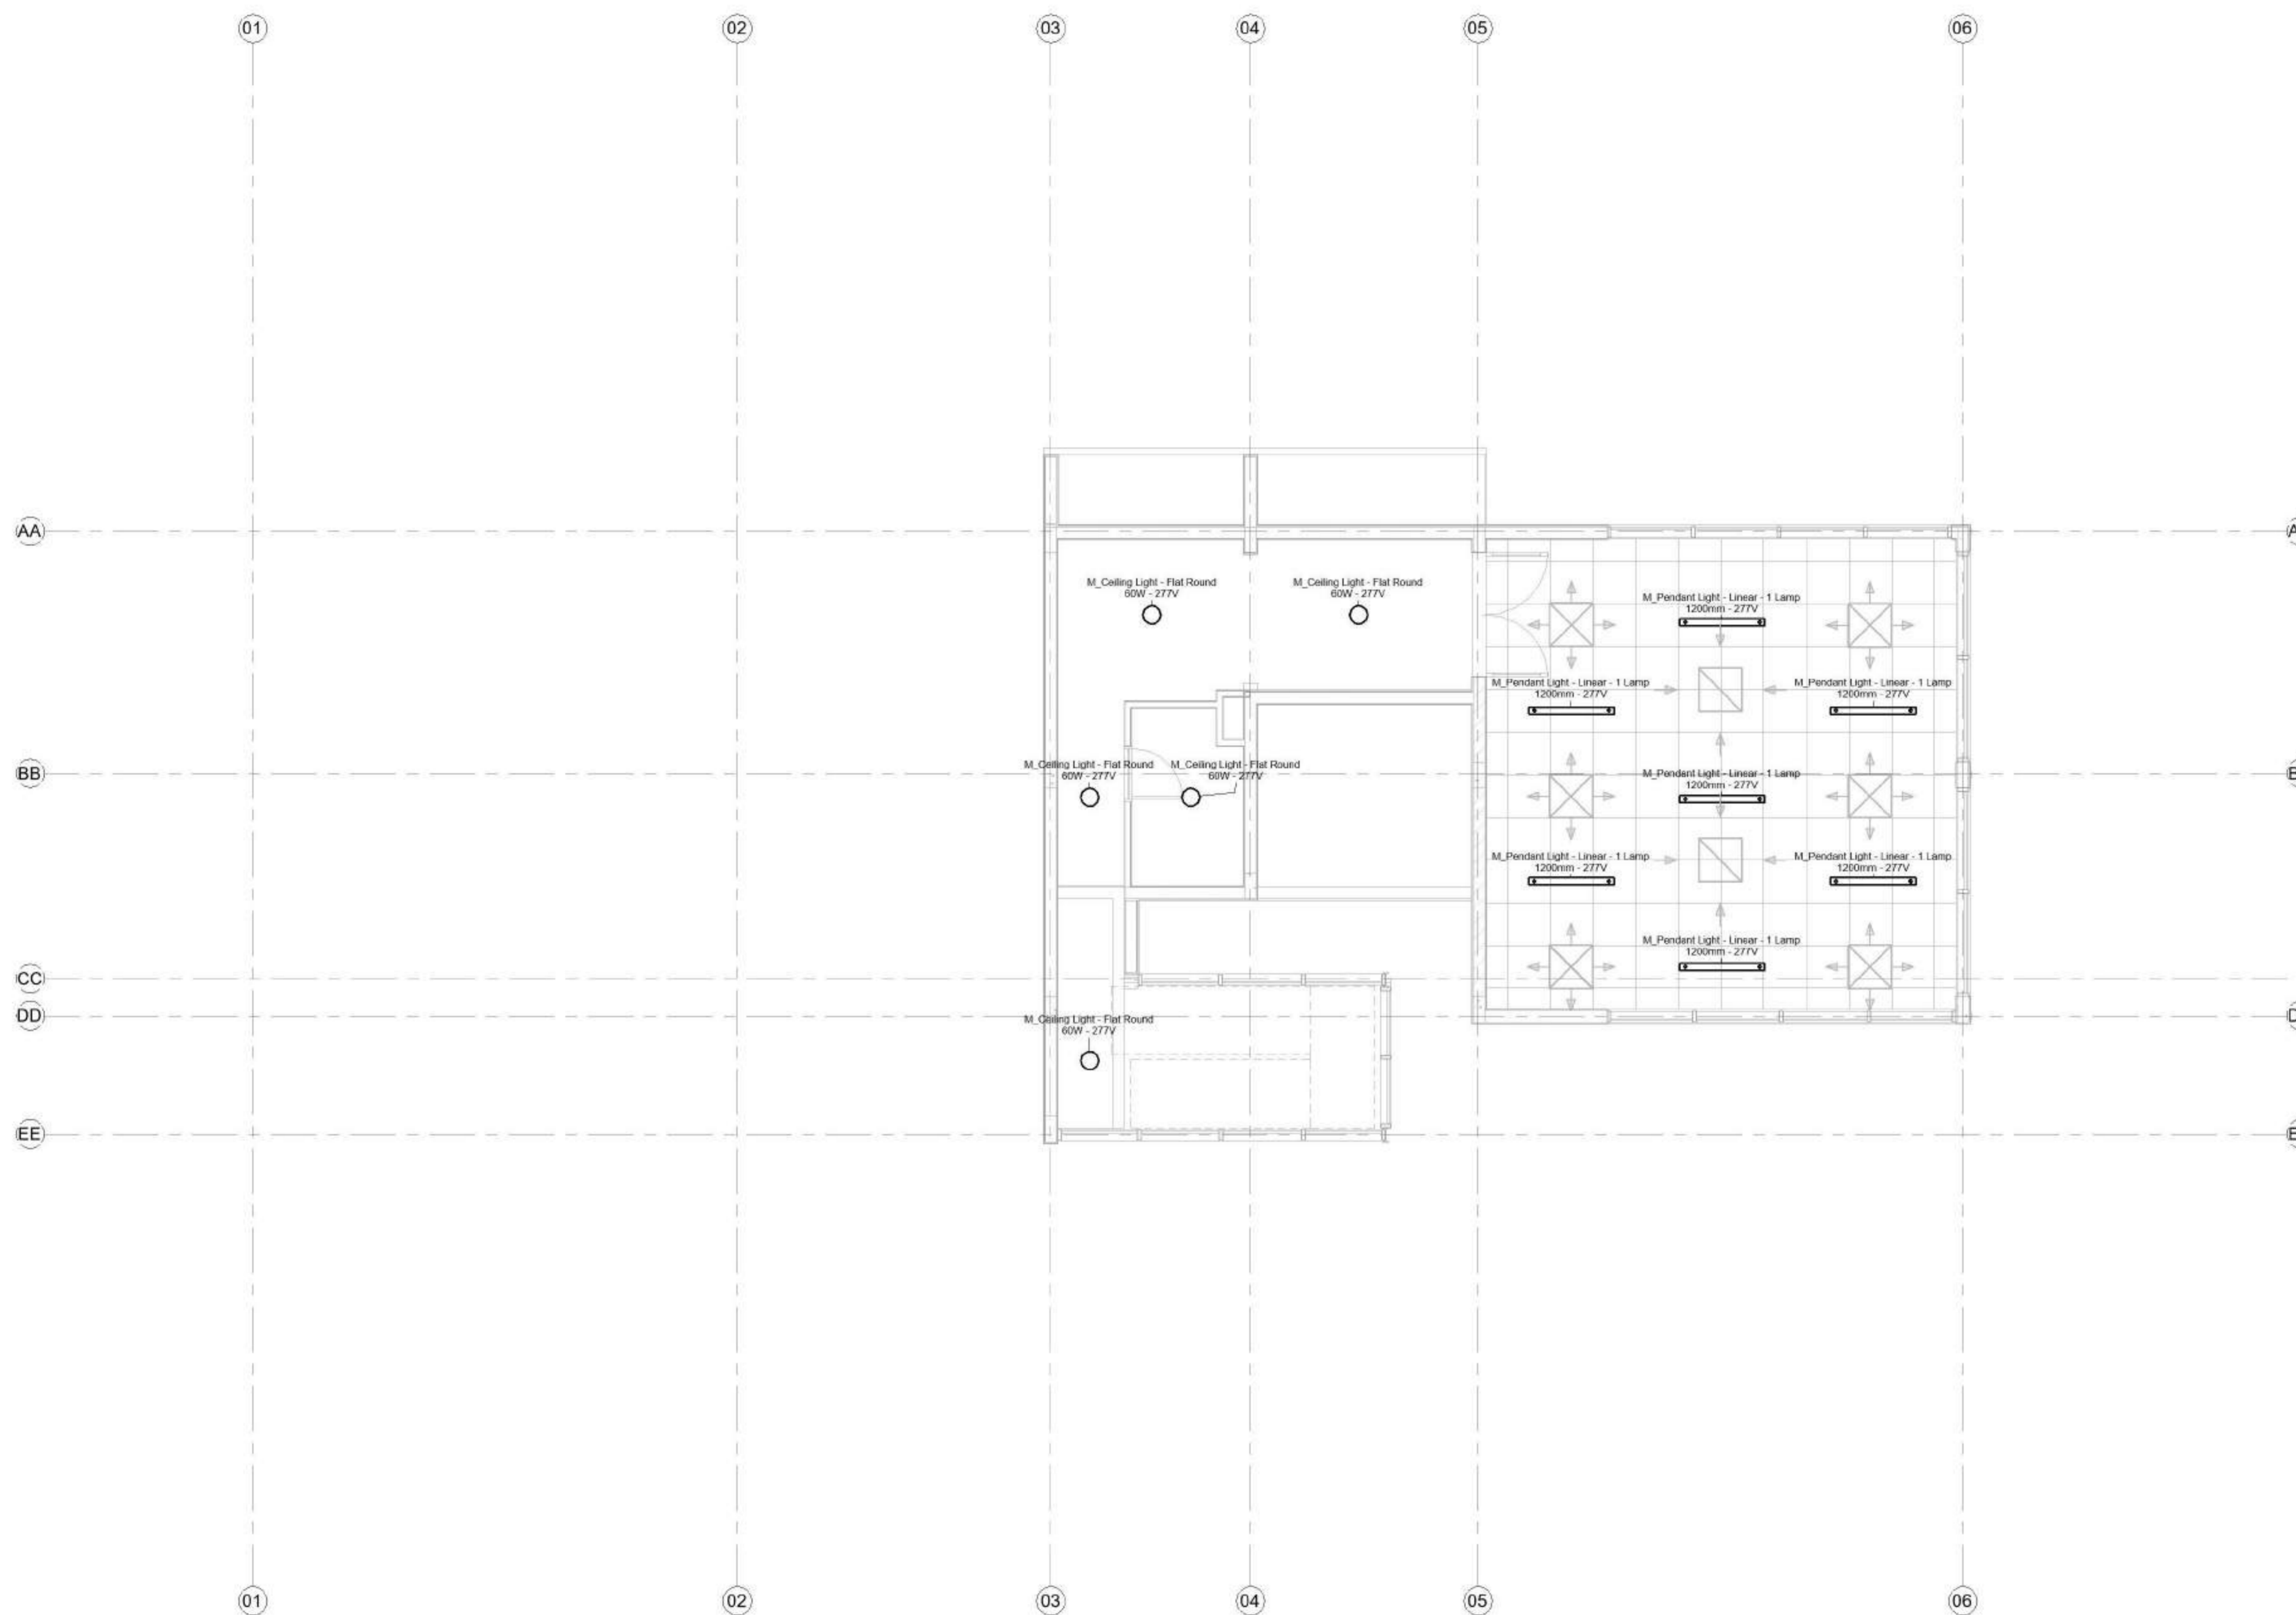 01
02
03
04
05
06
AA
M_Ceiling Light - Flat Round
60W - 277V
M_Ceiling Light - Flat Round
60W - 277V
M_Pendant Light - Linear - 1 Lamp
1200mm - 277V
M_Pendant Light - Linear - 1 Lamp
1200mm - 277V
M_Pendant Light - Linear - 1 Lamp
1200mm - 277V
BB
M_Ceiling Light - Flat Round
60W - 277V
M_Ceiling Light - Flat Round
60W - 277V
M_Pendant Light - Linear - 1 Lamp
1200mm - 277V
M_Pendant Light - Linear - 1 Lamp
1200mm - 277V
M_Pendant Light - Linear - 1 Lamp
1200mm - 277V
M_Pendant Light - Linear - 1 Lamp
1200mm - 277V
CC
DD
M_Ceiling Light - Flat Round
60W - 277V
EE
01
02
03
04
05
06